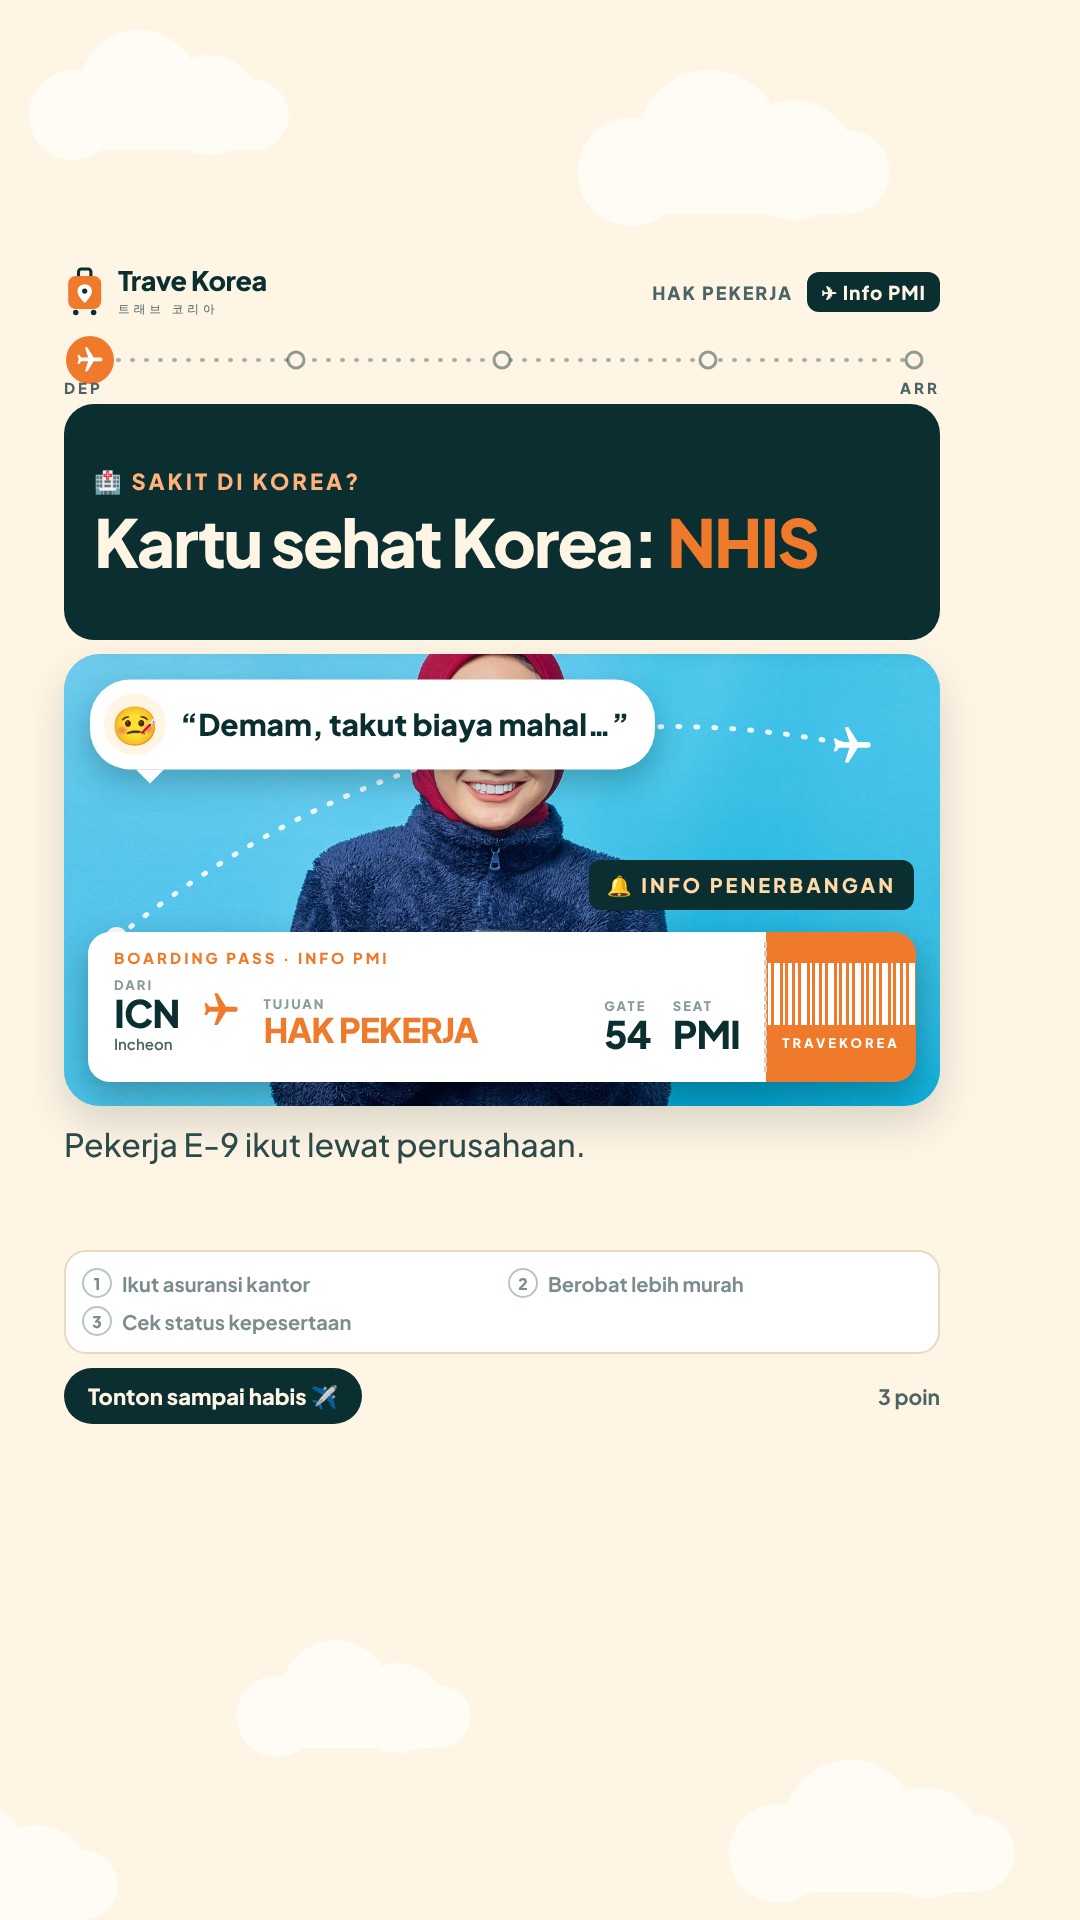 Trave Korea
트래브 코리아
HAK PEKERJA
✈ Info PMI
DEP
ARR
🏥 SAKIT DI KOREA?
Kartu sehat Korea: NHIS
🤒 “Demam, takut biaya mahal…”
🔔 INFO PENERBANGAN
BOARDING PASS · INFO PMI
DARI
ICN
Incheon
TUJUAN
HAK PEKERJA
GATE
54
SEAT
PMI
TRAVEKOREA
Pekerja E-9 ikut lewat perusahaan.
1 Ikut asuransi kantor
2 Berobat lebih murah
3 Cek status kepesertaan
Tonton sampai habis ✈️
3 poin